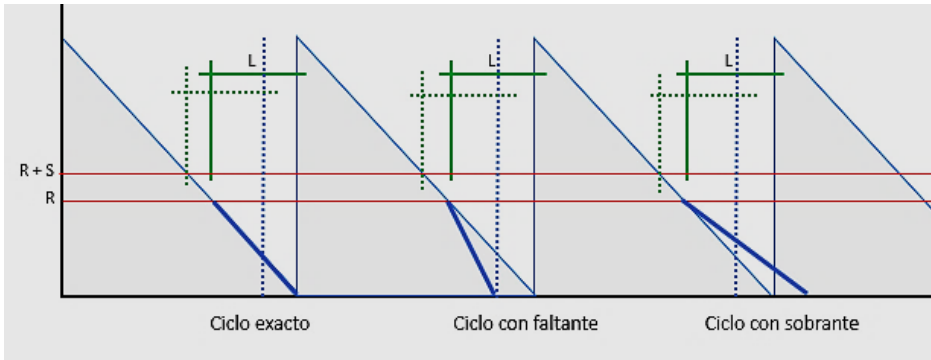 L
L
L
R + S
R
Ciclo exacto
Ciclo con faltante
Ciclo con sobrante